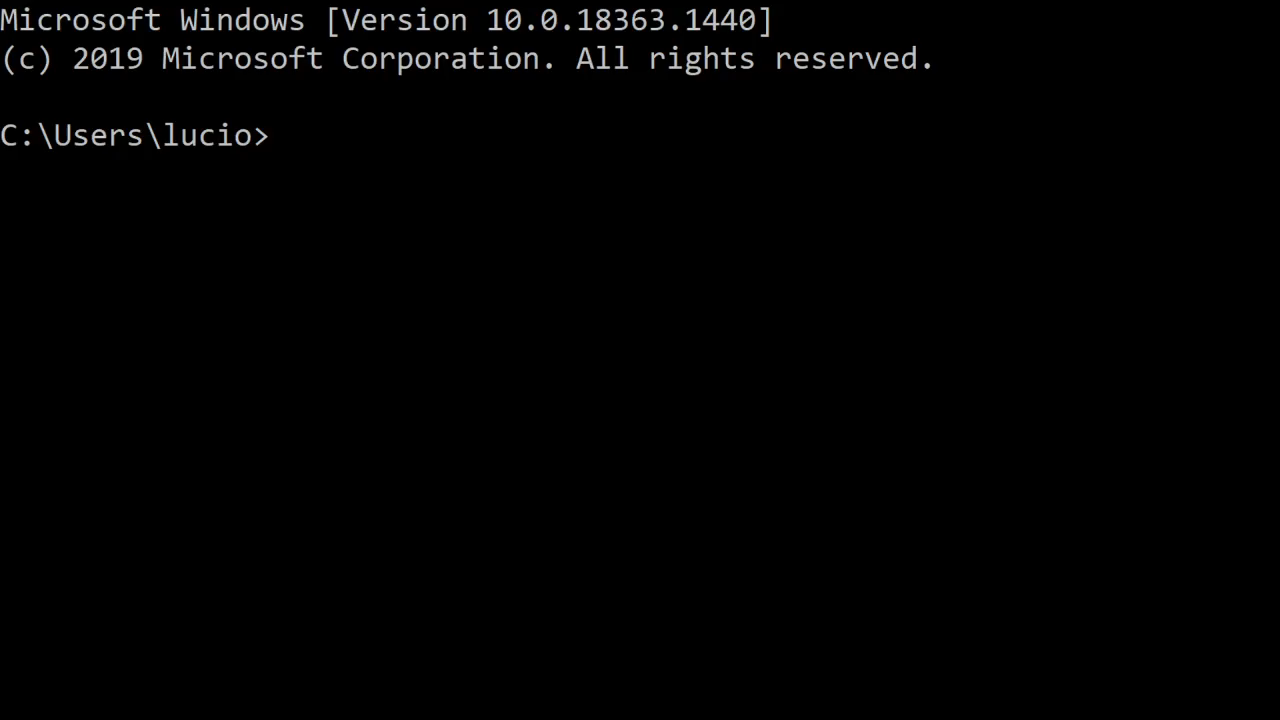 Microsoft Windows [Version 10.0.18363.1440]
(c) 2019 Microsoft Corporation. All rights reserved.
C:\Users\lucio>